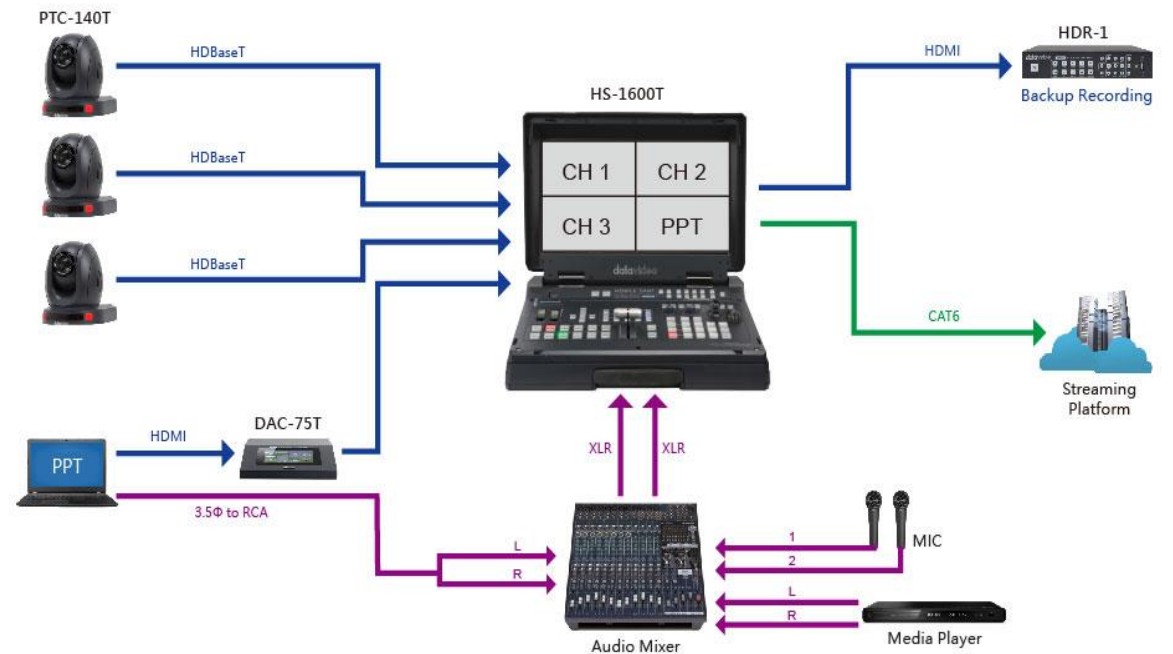 PTC-140T
HDBaseT
HDBaseT
HDBaseT
HS-1600T
CH 1
CH 2
CH 3
PPT
datavideo
HDMI
HDR-1
Backup Recording
CAT6
Streaming
Platform
PPT
HDMI
DAC-75T
3.5Φ to RCA
L
R
XLR
XLR
1
2
MIC
L
R
Audio Mixer
Media Player